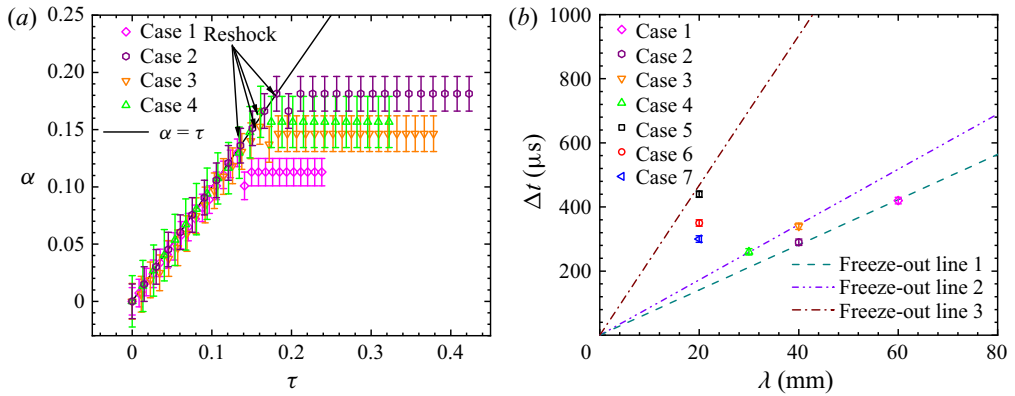 (a)
0.25
0.20
0.15
0.10
0.05
0
α
Case 1
Case 2
Case 3
Case 4
α = τ
Reshock
0
0.1
0.2
0.3
0.4
τ
(b)
1000
800
600
400
200
Δt (μs)
Case 1
Case 2
Case 3
Case 4
Case 5
Case 6
Case 7
Freeze-out line 1
Freeze-out line 2
Freeze-out line 3
0
20
40
60
80
λ (mm)